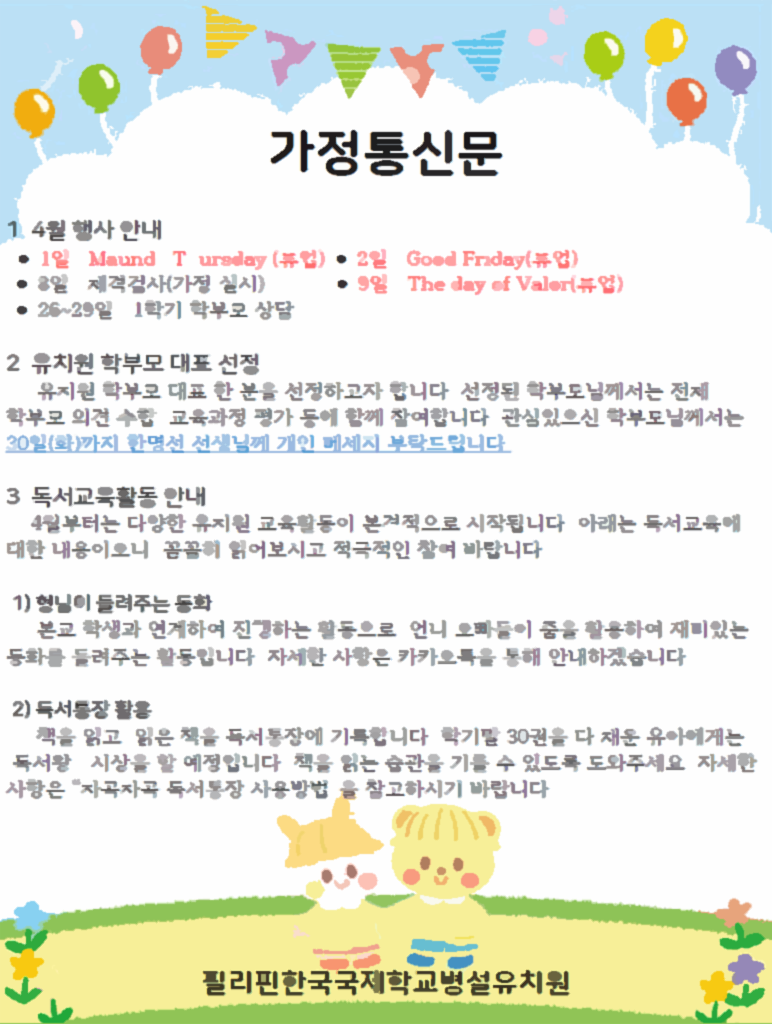 가정통신문
1 4월 행사 안내
• 1일 Maund T ursday (휴업) • 2일 Good Friday(휴업)
• 8일 체격검사(가정 실시) • 9일 The day of Valor(휴업)
• 26~29일 1학기 학부모 상담
2 유치원 학부모 대표 선정
유치원 학부모 대표 한 분을 선정하고자 합니다 선정된 학부모님께서는 전체
학부모 의견 수합 교육과정 평가 등에 함께 참여합니다 관심있으신 학부모님께서는
30일(화)까지 한명선 선생님께 개인 메세지 부탁드립니다
3 독서교육활동 안내
4월부터는 다양한 유치원 교육활동이 본격적으로 시작됩니다 아래는 독서교육에
대한 내용이오니 꼼꼼히 읽어보시고 적극적인 참여 바랍니다
1) 형님이 들려주는 동화
본교 학생과 연계하여 진행하는 활동으로 언니 오빠들이 줌을 활용하여 재미있는
동화를 들려주는 활동입니다 자세한 사항은 카카오톡을 통해 안내하겠습니다
2) 독서통장 활용
책을 읽고 읽은 책을 독서통장에 기록합니다 학기말 30권을 다 채운 유아에게는
독서왕 시상을 할 예정입니다 책을 읽는 습관을 기를 수 있도록 도와주세요 자세한
사항은 “차곡차곡 독서통장 사용방법 을 참고하시기 바랍니다
필리핀한국국제학교병설유치원